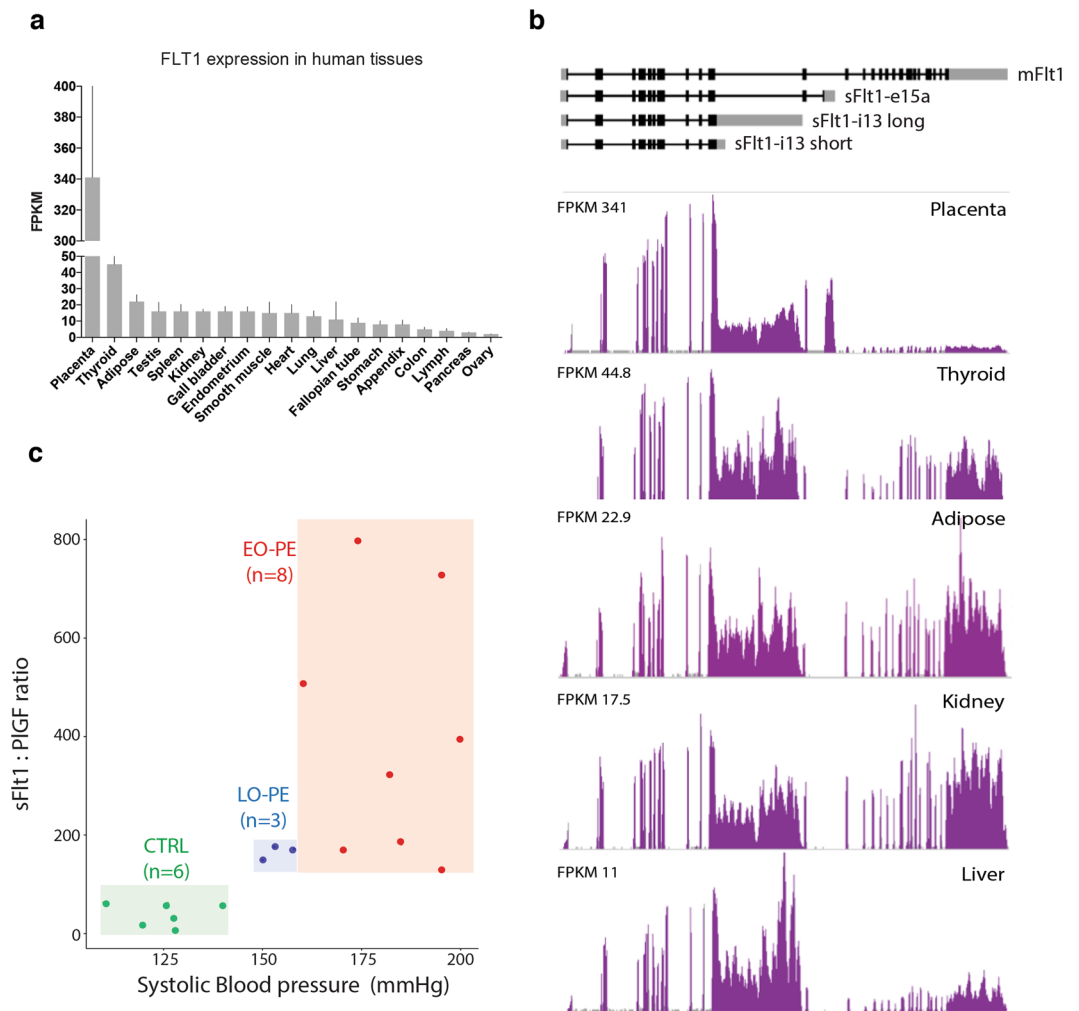 a
FLT1 expression in human tissues
FPKM
400
380
360
340
320
300
50
40
30
20
10
0
Placenta
Thyroid
Adipose
Testis
Spleen
Kidney
Gall bladder
Endometrium
Smooth muscle
Heart
Lung
Liver
Fallopian tube
Stomach
Appendix
Colon
Lymph
Pancreas
Ovary
b
mFlt1
sFlt1-e15a
sFlt1-i13 long
sFlt1-i13 short
FPKM 341
Placenta
FPKM 44.8
Thyroid
FPKM 22.9
Adipose
FPKM 17.5
Kidney
FPKM 11
Liver
c
sFlt1 : PlGF ratio
800
600
400
200
0
EO-PE
(n=8)
LO-PE
(n=3)
CTRL
(n=6)
125
150
175
200
Systolic Blood pressure (mmHg)